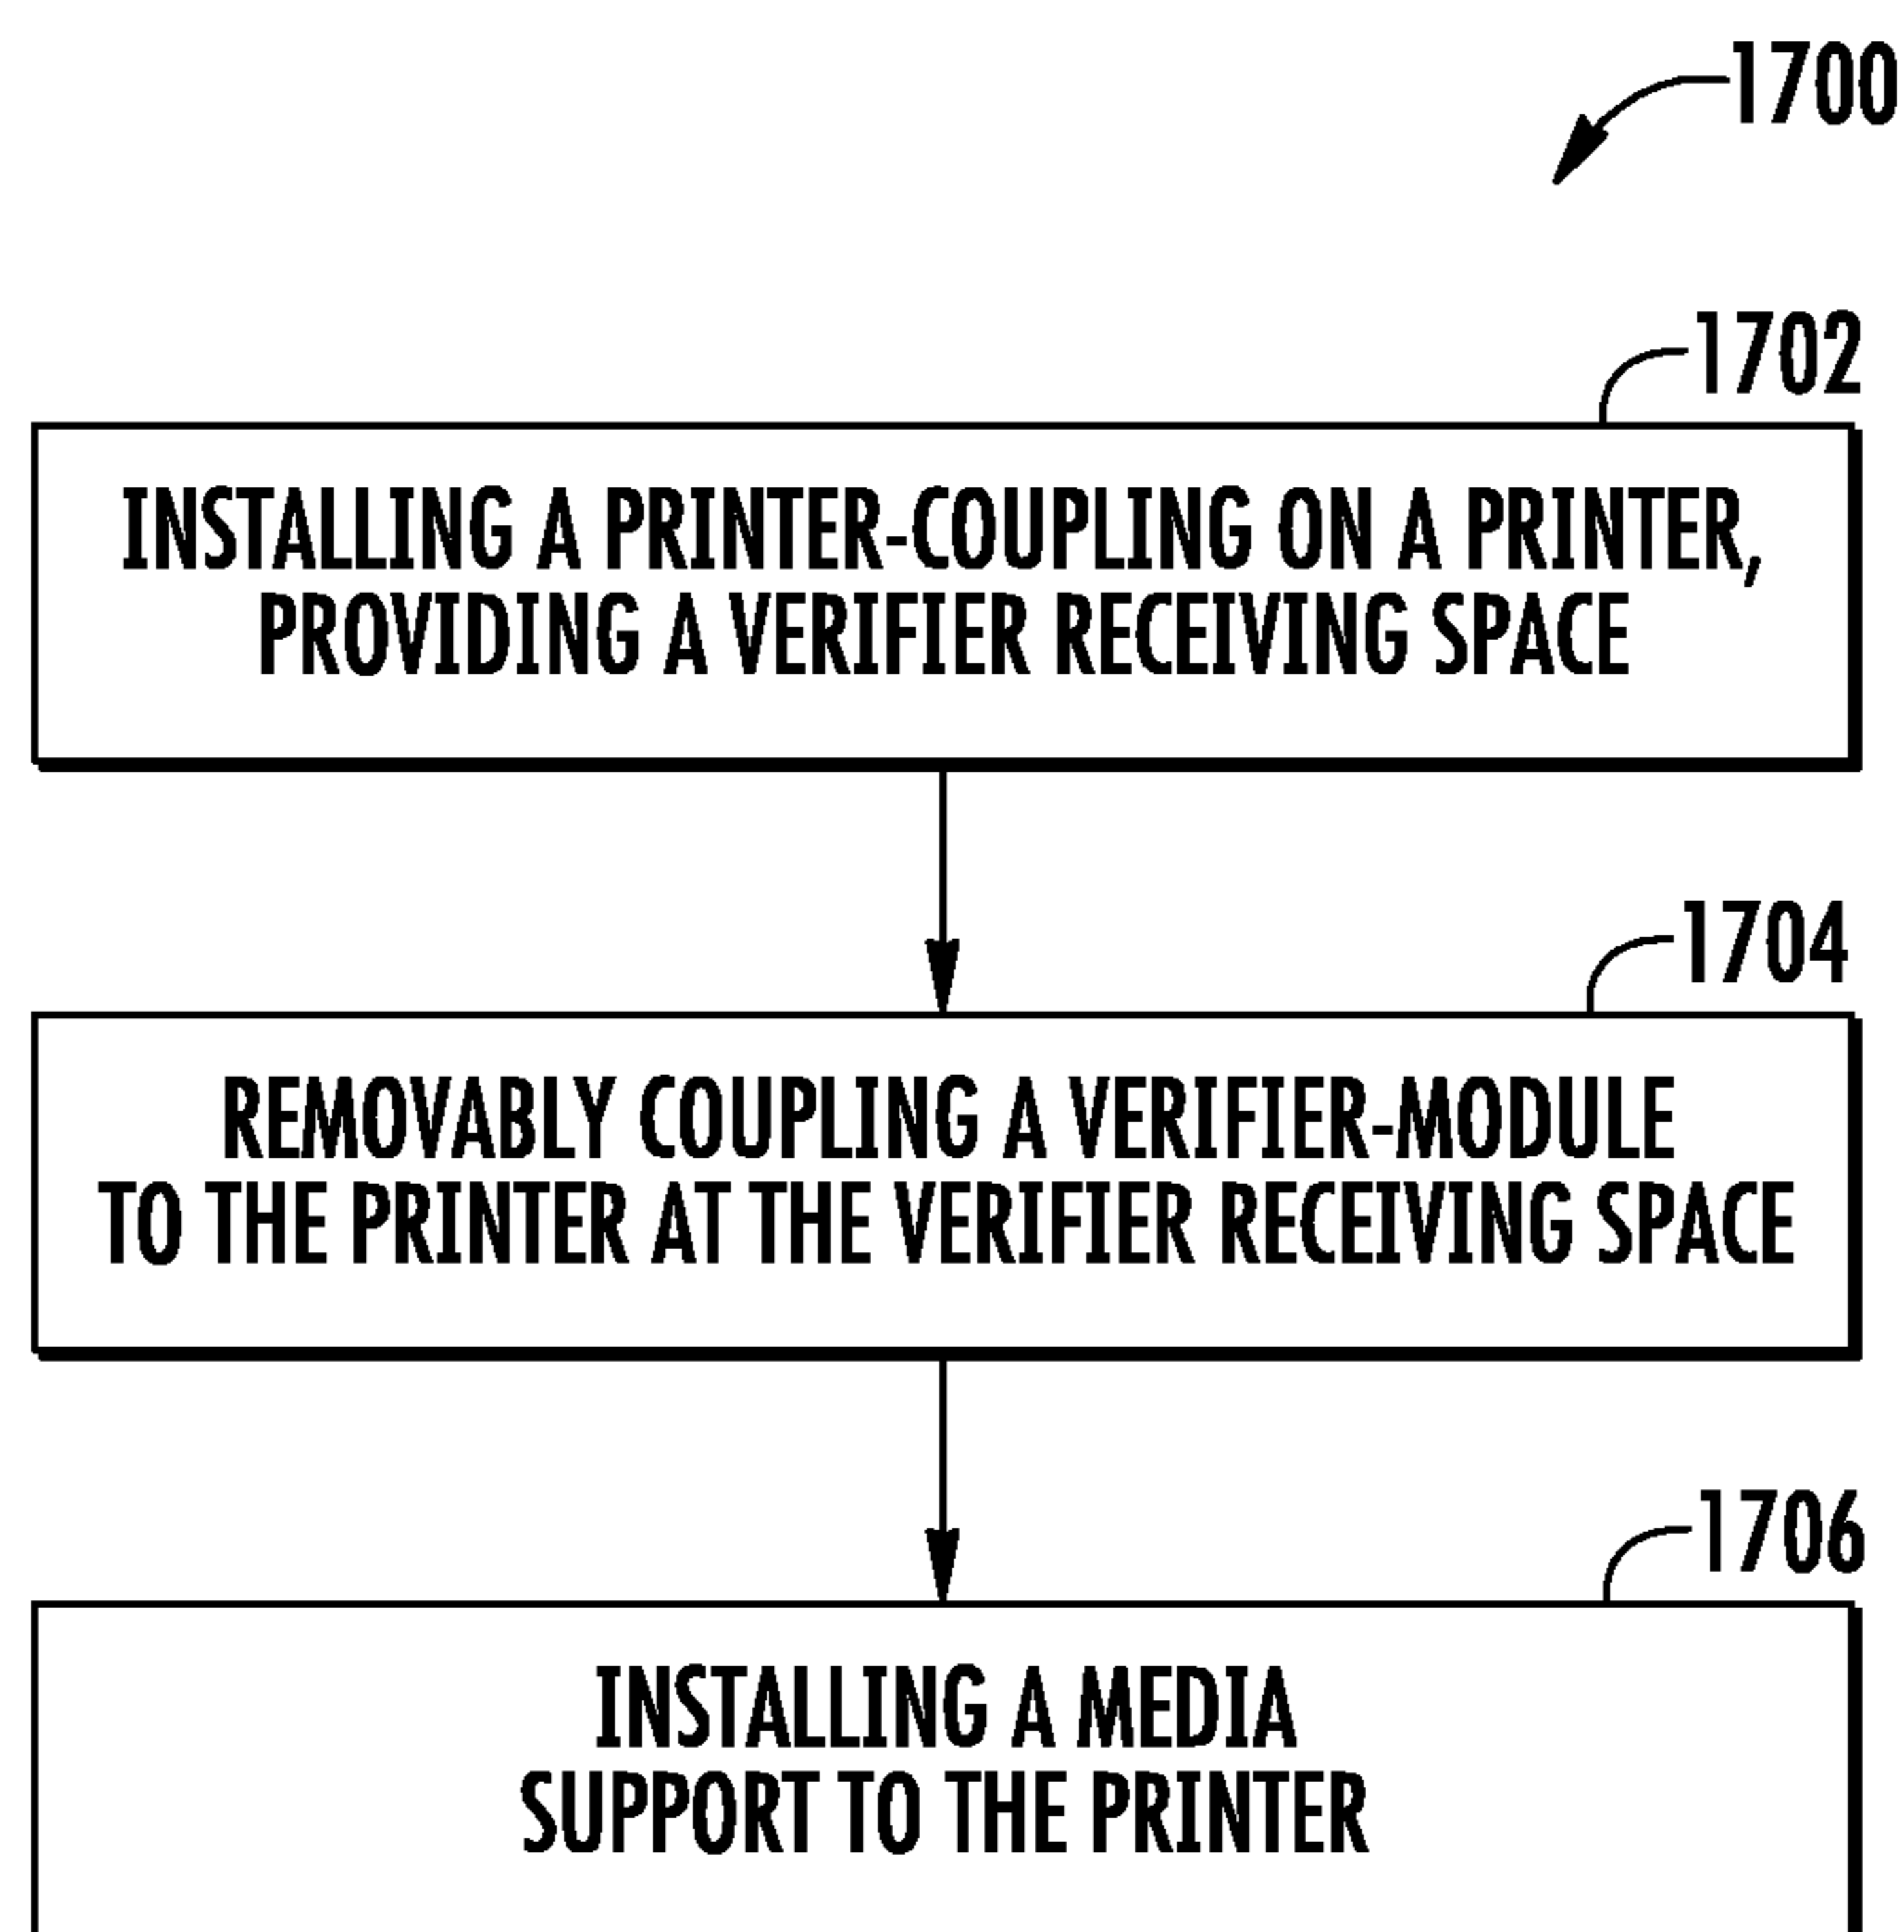 1700
1702
INSTALLING A PRINTER-COUPLING ON A PRINTER,
PROVIDING A VERIFIER RECEIVING SPACE
1704
REMOVABLY COUPLING A VERIFIER-MODULE
TO THE PRINTER AT THE VERIFIER RECEIVING SPACE
1706
INSTALLING A MEDIA
SUPPORT TO THE PRINTER